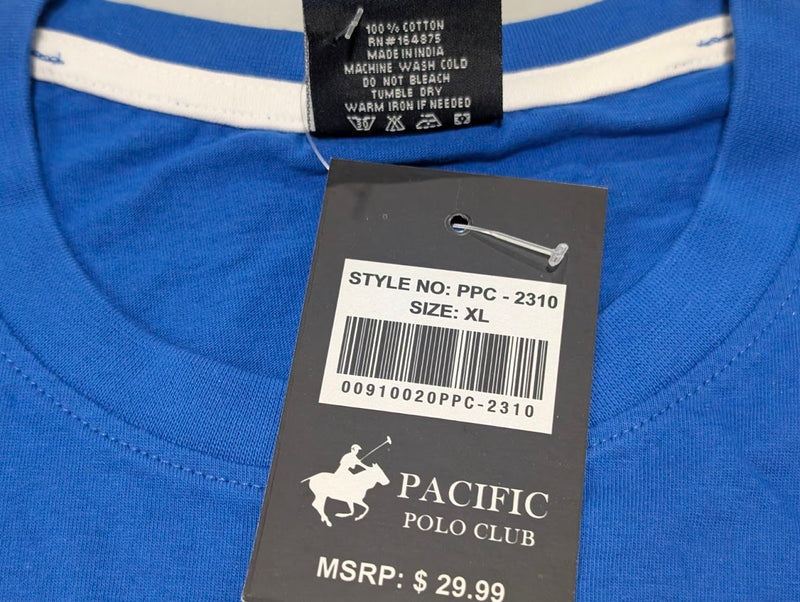 100% COTTON
RN#164875
MADE IN INDIA
MACHINE WASH COLD
DO NOT BLEACH
TUMBLE DRY
WARM IRON IF NEEDED
STYLE NO: PPC - 2310
SIZE: XL
00910020PPC-2310
PACIFIC
POLO CLUB
MSRP: $ 29.99